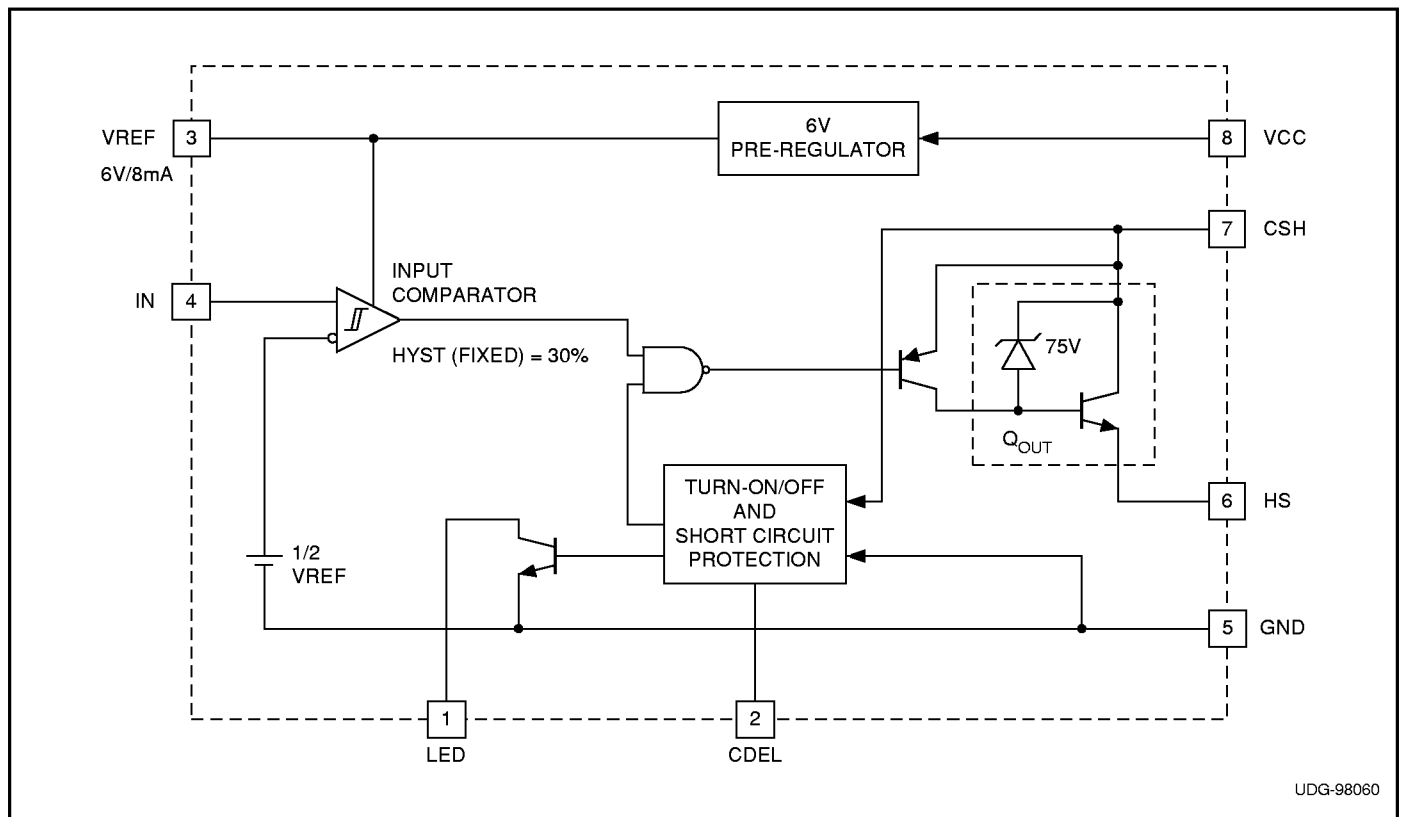 VREF
3
6V/8mA
6V
PRE-REGULATOR
8
VCC
7
CSH
IN
4
INPUT
COMPARATOR
HYST (FIXED) = 30%
75V
QOUT
TURN-ON/OFF
AND
SHORT CIRCUIT
PROTECTION
6
HS
1/2
VREF
5
GND
1
LED
2
CDEL
UDG-98060